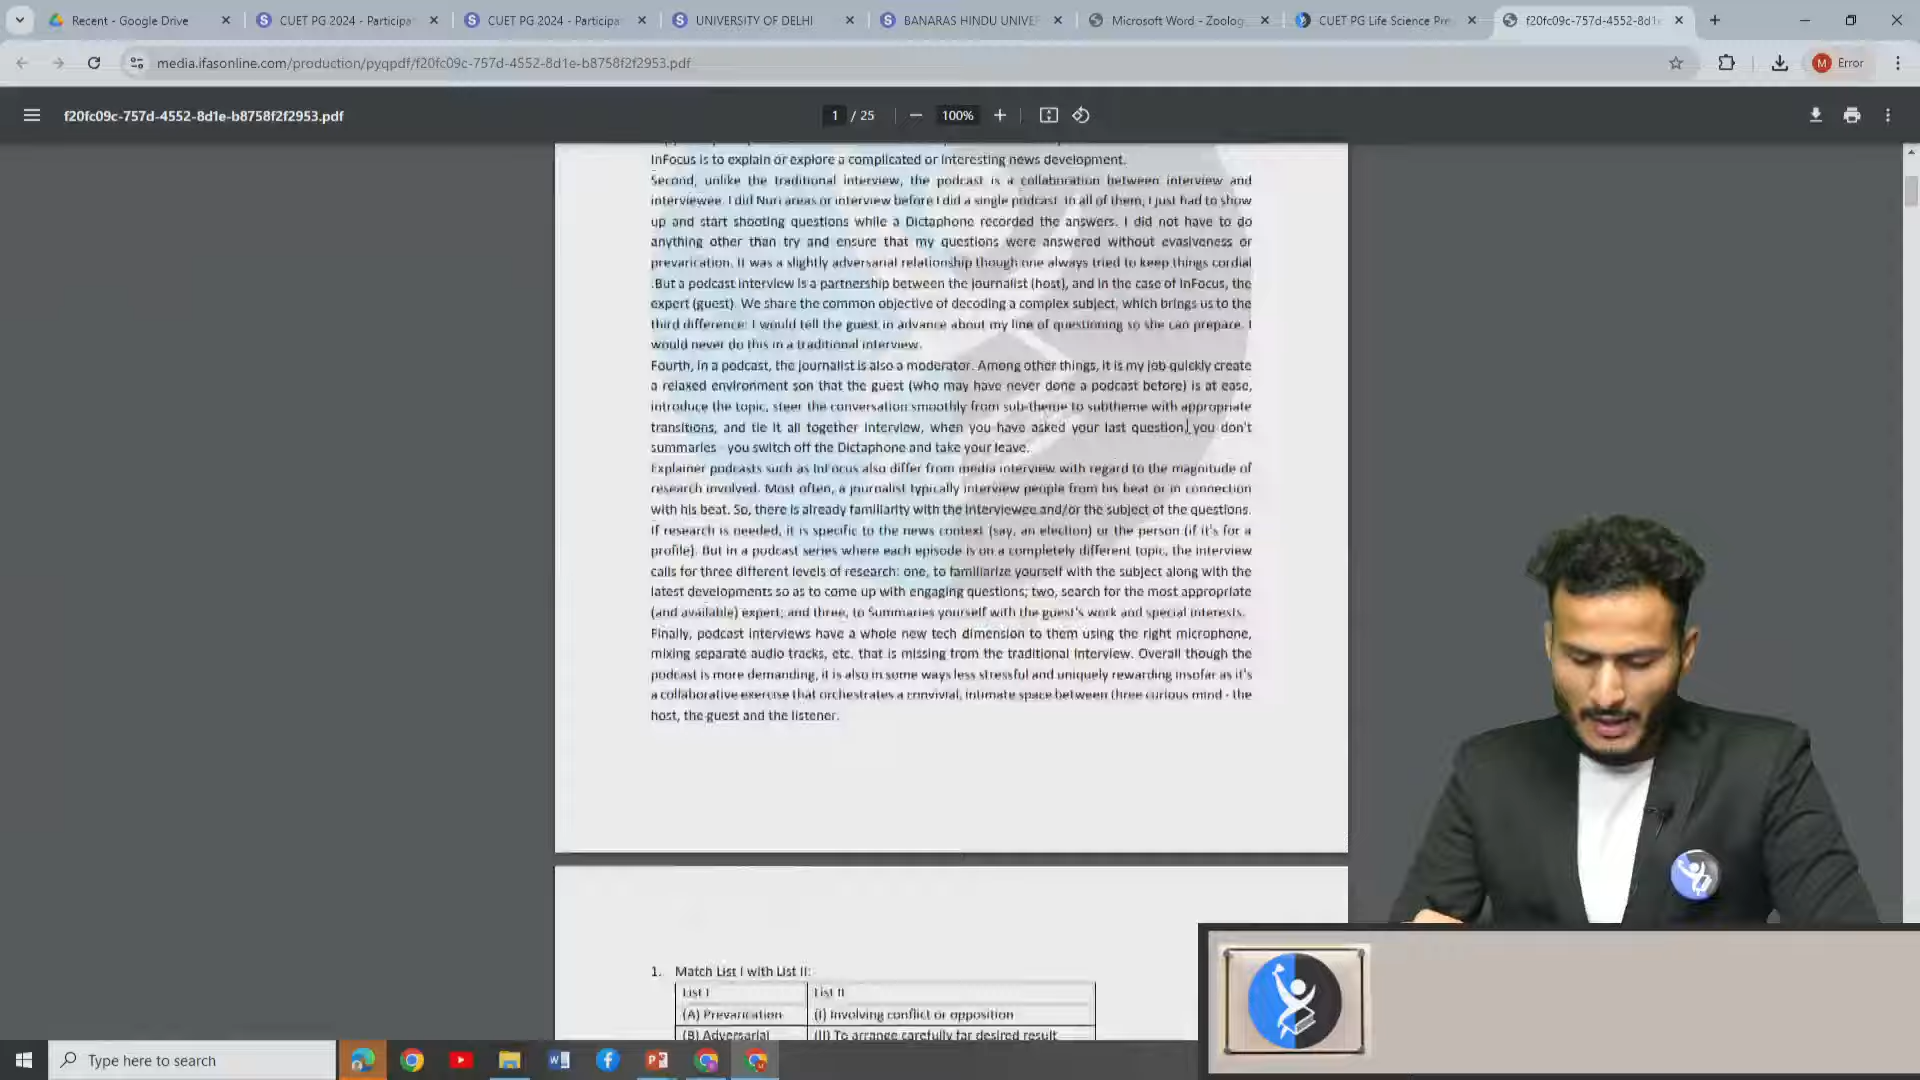 Recent - Google Drive
CUET PG 2024 - Participa
CUET PG 2024 - Participa
UNIVERSITY OF DELHI
BANARAS HINDU UNIVE
Microsoft Word - Zoolog
CUET PG Life Science Pre
f20fc09c-757d-4552-8d1e
media.ifasonline.com/production/pyqpdf/f20fc09c-757d-4552-8d1e-b8758f2f2953.pdf
M Error
f20fc09c-757d-4552-8d1e-b8758f2f2953.pdf
1 / 25
100%
InFocus is to explain or explore a complicated or interesting news development.
Second, unlike the traditional interview, the podcast is a collaboration between interview and
interviewee. I did Nuri areas or interview before I did a single podcast. In all of them, I just had to show
up and start shooting questions while a Dictaphone recorded the answers. I did not have to do
anything other than try and ensure that my questions were answered without evasiveness or
prevarication. It was a slightly adversarial relationship though one always tried to keep things cordial
.But a podcast interview is a partnership between the journalist (host), and in the case of InFocus, the
expert (guest). We share the common objective of decoding a complex subject, which brings us to the
third difference: I would tell the guest in advance about my line of questioning so she can prepare. I
would never do this in a traditional interview.
Fourth, in a podcast, the journalist is also a moderator. Among other things, it is my job quickly create
a relaxed environment son that the guest (who may have never done a podcast before) is at ease,
introduce the topic, steer the conversation smoothly from sub-theme to subtheme with appropriate
transitions, and tie it all together interview, when you have asked your last question, you don't
summaries - you switch off the Dictaphone and take your leave.
Explainer podcasts such as InFocus also differ from media interview with regard to the magnitude of
research involved. Most often, a journalist typically interview people from his beat or in connection
with his beat. So, there is already familiarity with the interviewee and/or the subject of the questions.
If research is needed, it is specific to the news context (say, an election) or the person (if it's for a
profile). But in a podcast series where each episode is on a completely different topic, the interview
calls for three different levels of research: one, to familiarize yourself with the subject along with the
latest developments so as to come up with engaging questions; two, search for the most appropriate
(and available) expert; and three, to Summaries yourself with the guest's work and special interests.
Finally, podcast interviews have a whole new tech dimension to them using the right microphone,
mixing separate audio tracks, etc. that is missing from the traditional interview. Overall though the
podcast is more demanding, it is also in some ways less stressful and uniquely rewarding insofar as it's
a collaborative exercise that orchestrates a convivial, intimate space between three curious mind - the
host, the guest and the listener.
1. Match List I with List II:
List I List II
(A) Prevarication (I) Involving conflict or opposition
(B) Adversarial (II) To arrange carefully far desired result
Type here to search